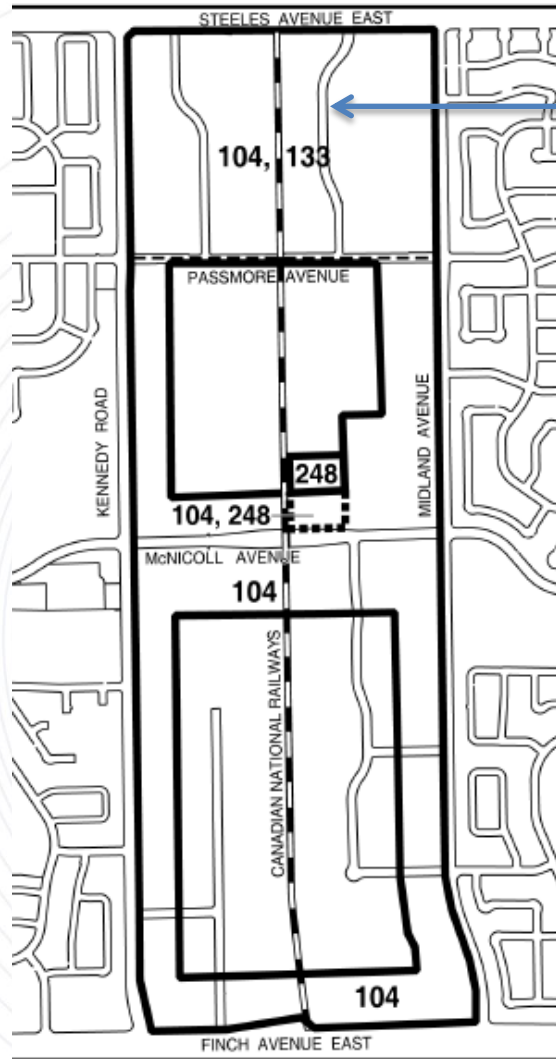 STEELES AVENUE EAST
104, 133
PASSMORE AVENUE
KENNEDY ROAD
MIDLAND AVENUE
248
104, 248
McNICOLL AVENUE
104
CANADIAN NATIONAL RAILWAYS
104
FINCH AVENUE EAST